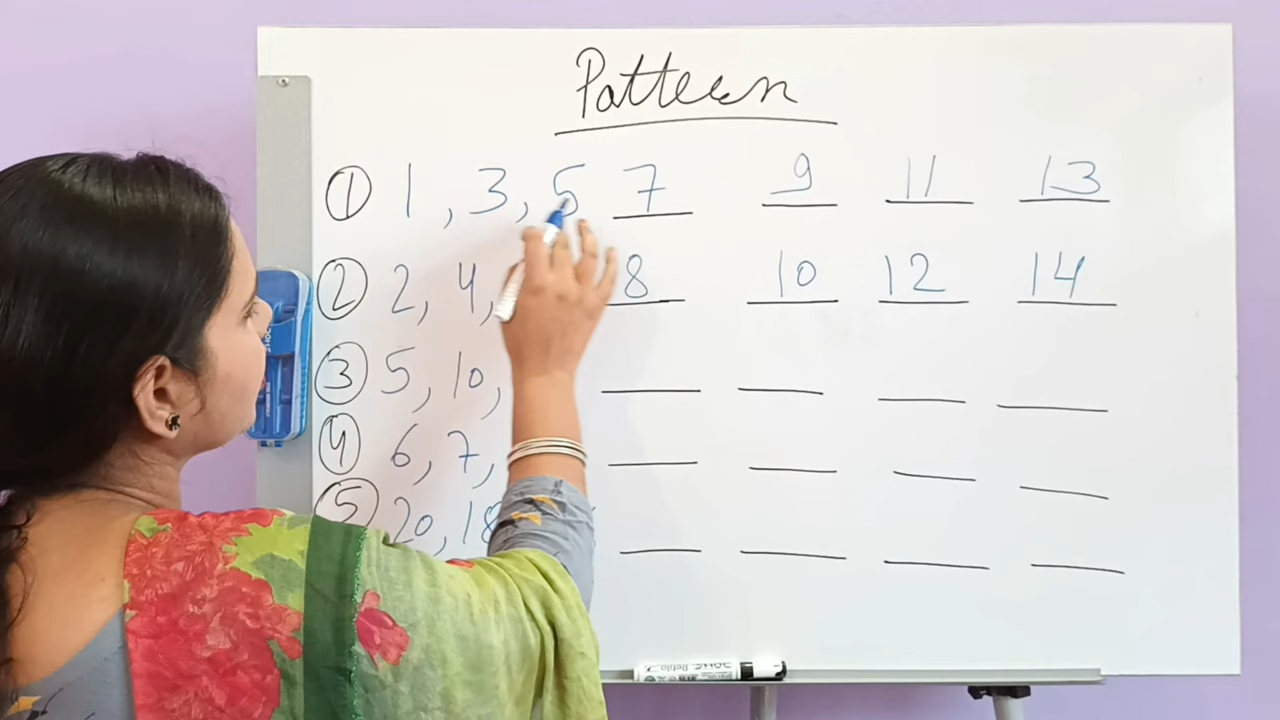 Pattern
① 1, 3, 5 7 9 11 13
② 2, 4, 8 10 12 14
③ 5, 10,
④ 6, 7,
⑤ 20, 18